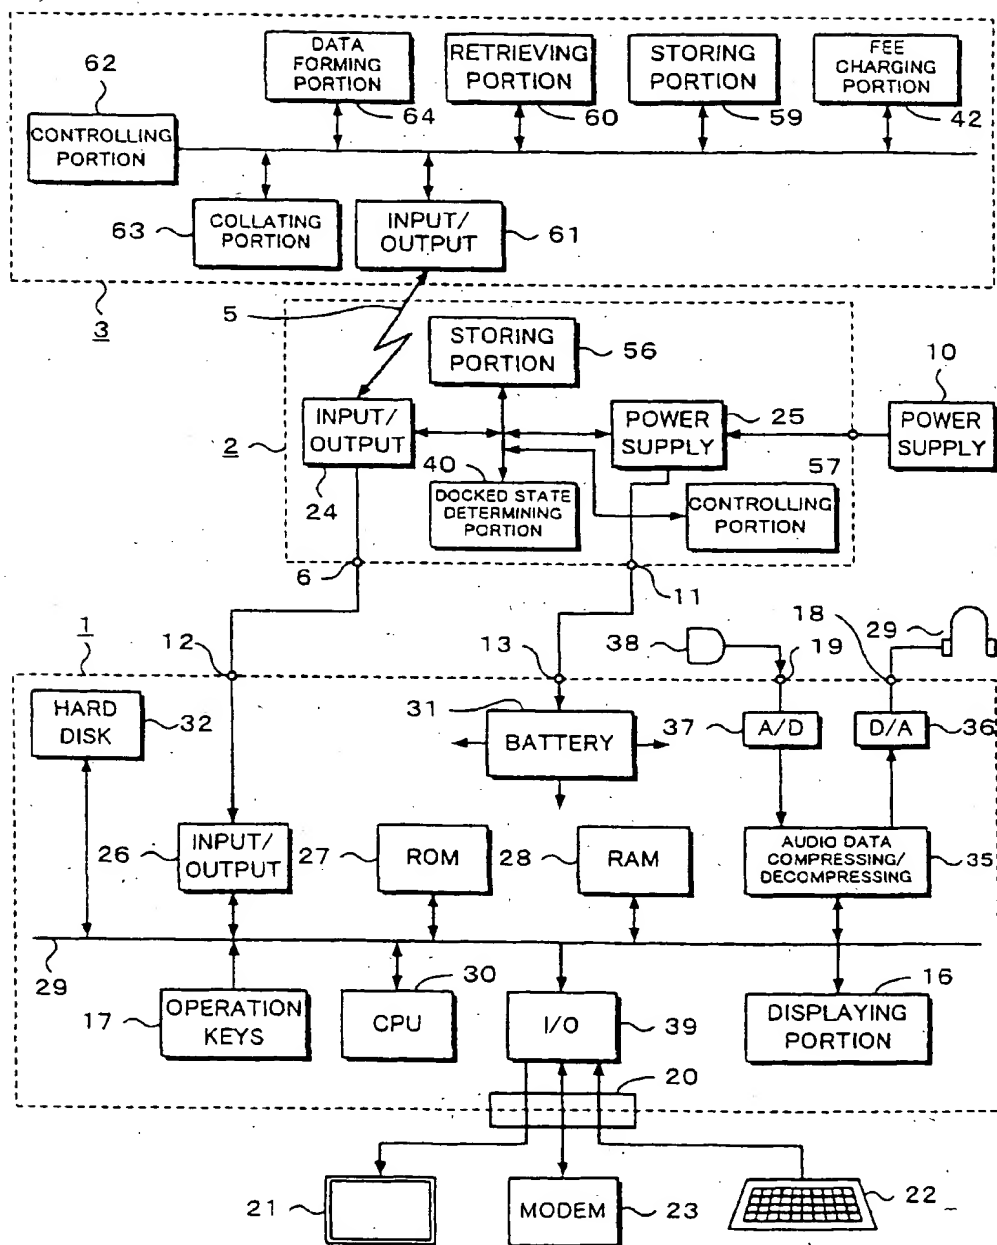 62
DATA
FORMING
PORTION
64
RETRIEVING
PORTION
60
STORING
PORTION
59
FEE
CHARGING
PORTION
42
CONTROLLING
PORTION
63
COLLATING
PORTION
INPUT/
OUTPUT
61
3
5
STORING
PORTION
56
10
2
INPUT/
OUTPUT
24
POWER
SUPPLY
25
POWER
SUPPLY
40
DOCKED STATE
DETERMINING
PORTION
57
CONTROLLING
PORTION
6
11
1
12
13
38
19
18
29
HARD
DISK
32
31
BATTERY
37
A/D
D/A
36
26
INPUT/
OUTPUT
27
ROM
28
RAM
AUDIO DATA
COMPRESSING/
DECOMPRESSING
35
29
17
OPERATION
KEYS
30
CPU
I/O
39
16
DISPLAYING
PORTION
20
21
MODEM
23
22